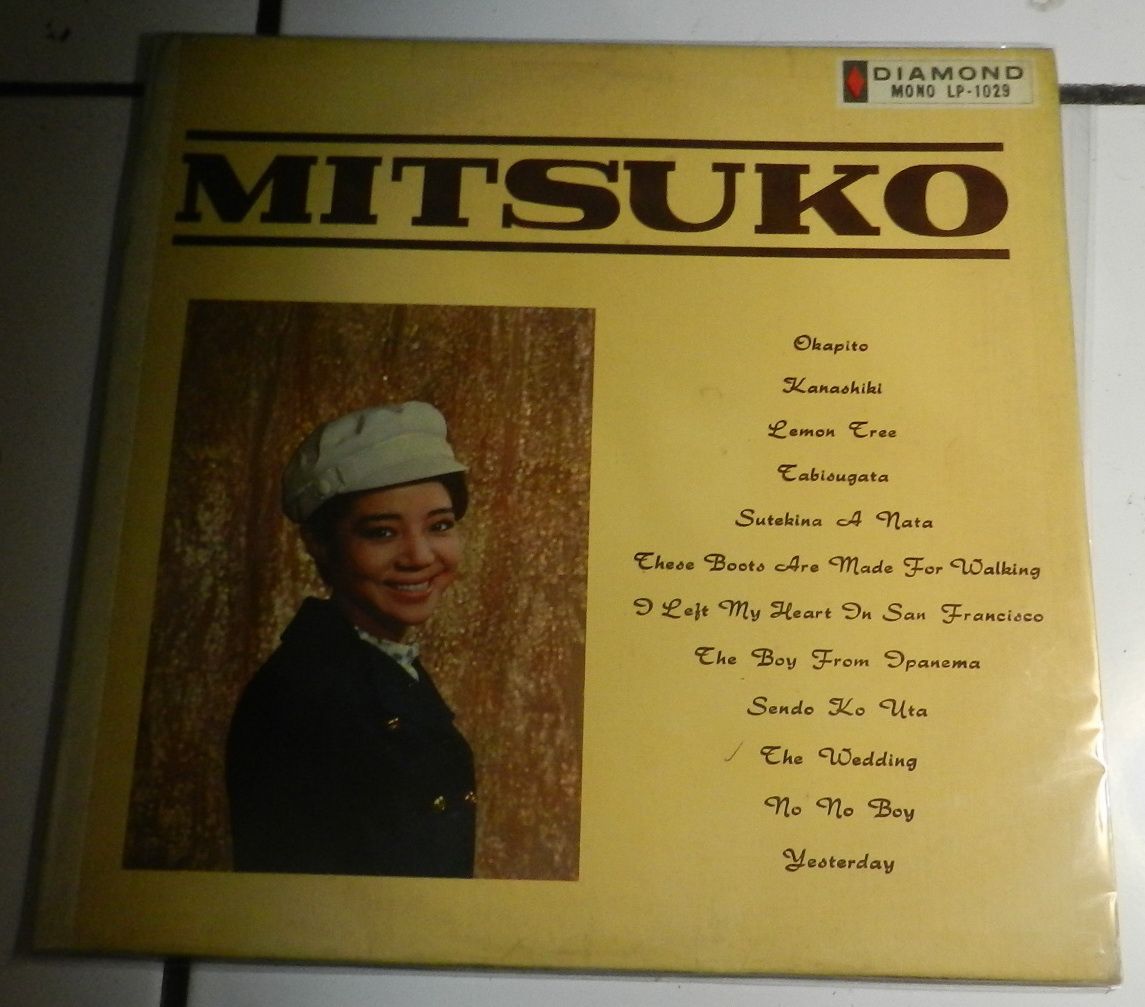 DIAMOND
MONO LP-1029
MITSUKO
Okapito
Kanashiki
Lemon Tree
Tabisugata
Sutekina A Nata
These Boots Are Made For Walking
I Left My Heart In San Francisco
The Boy From Ipanema
Sendo Ko Uta
The Wedding
No No Boy
Yesterday